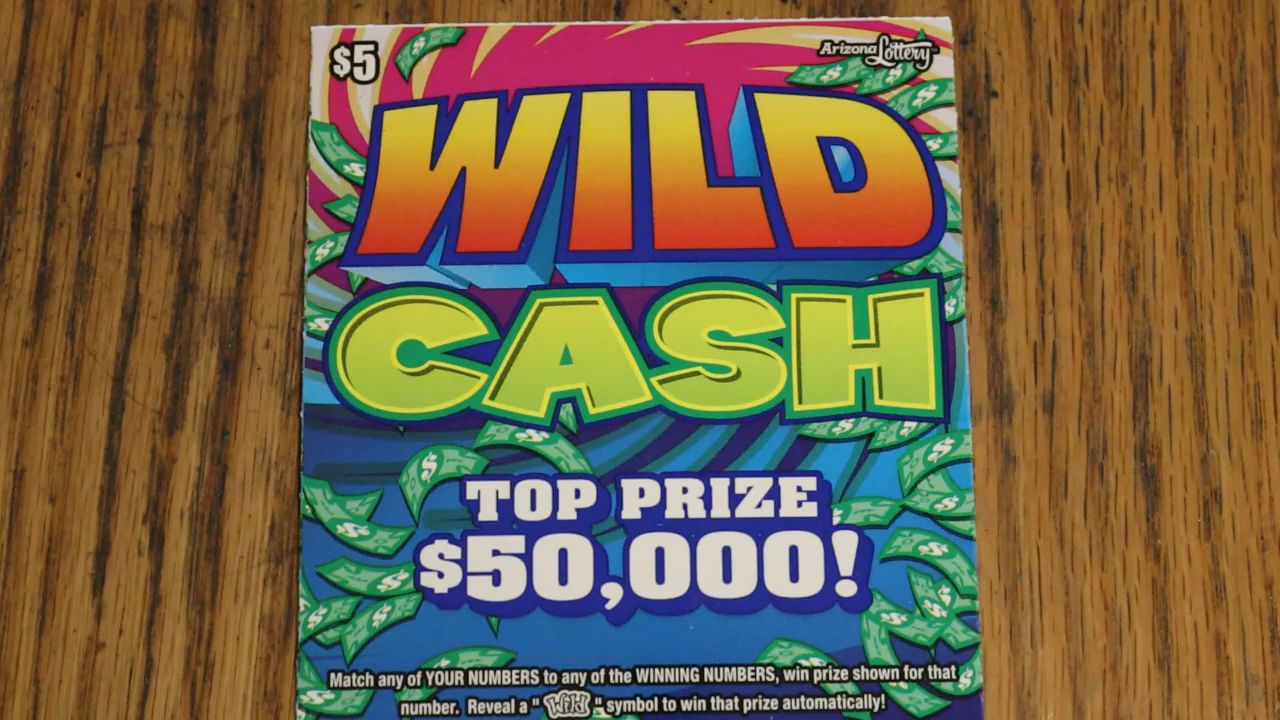 $5
Arizona Lottery
WILD
CASH
TOP PRIZE
$50,000!
Match any of YOUR NUMBERS to any of the WINNING NUMBERS, win prize shown for that
number. Reveal a " Wild " symbol to win that prize automatically!